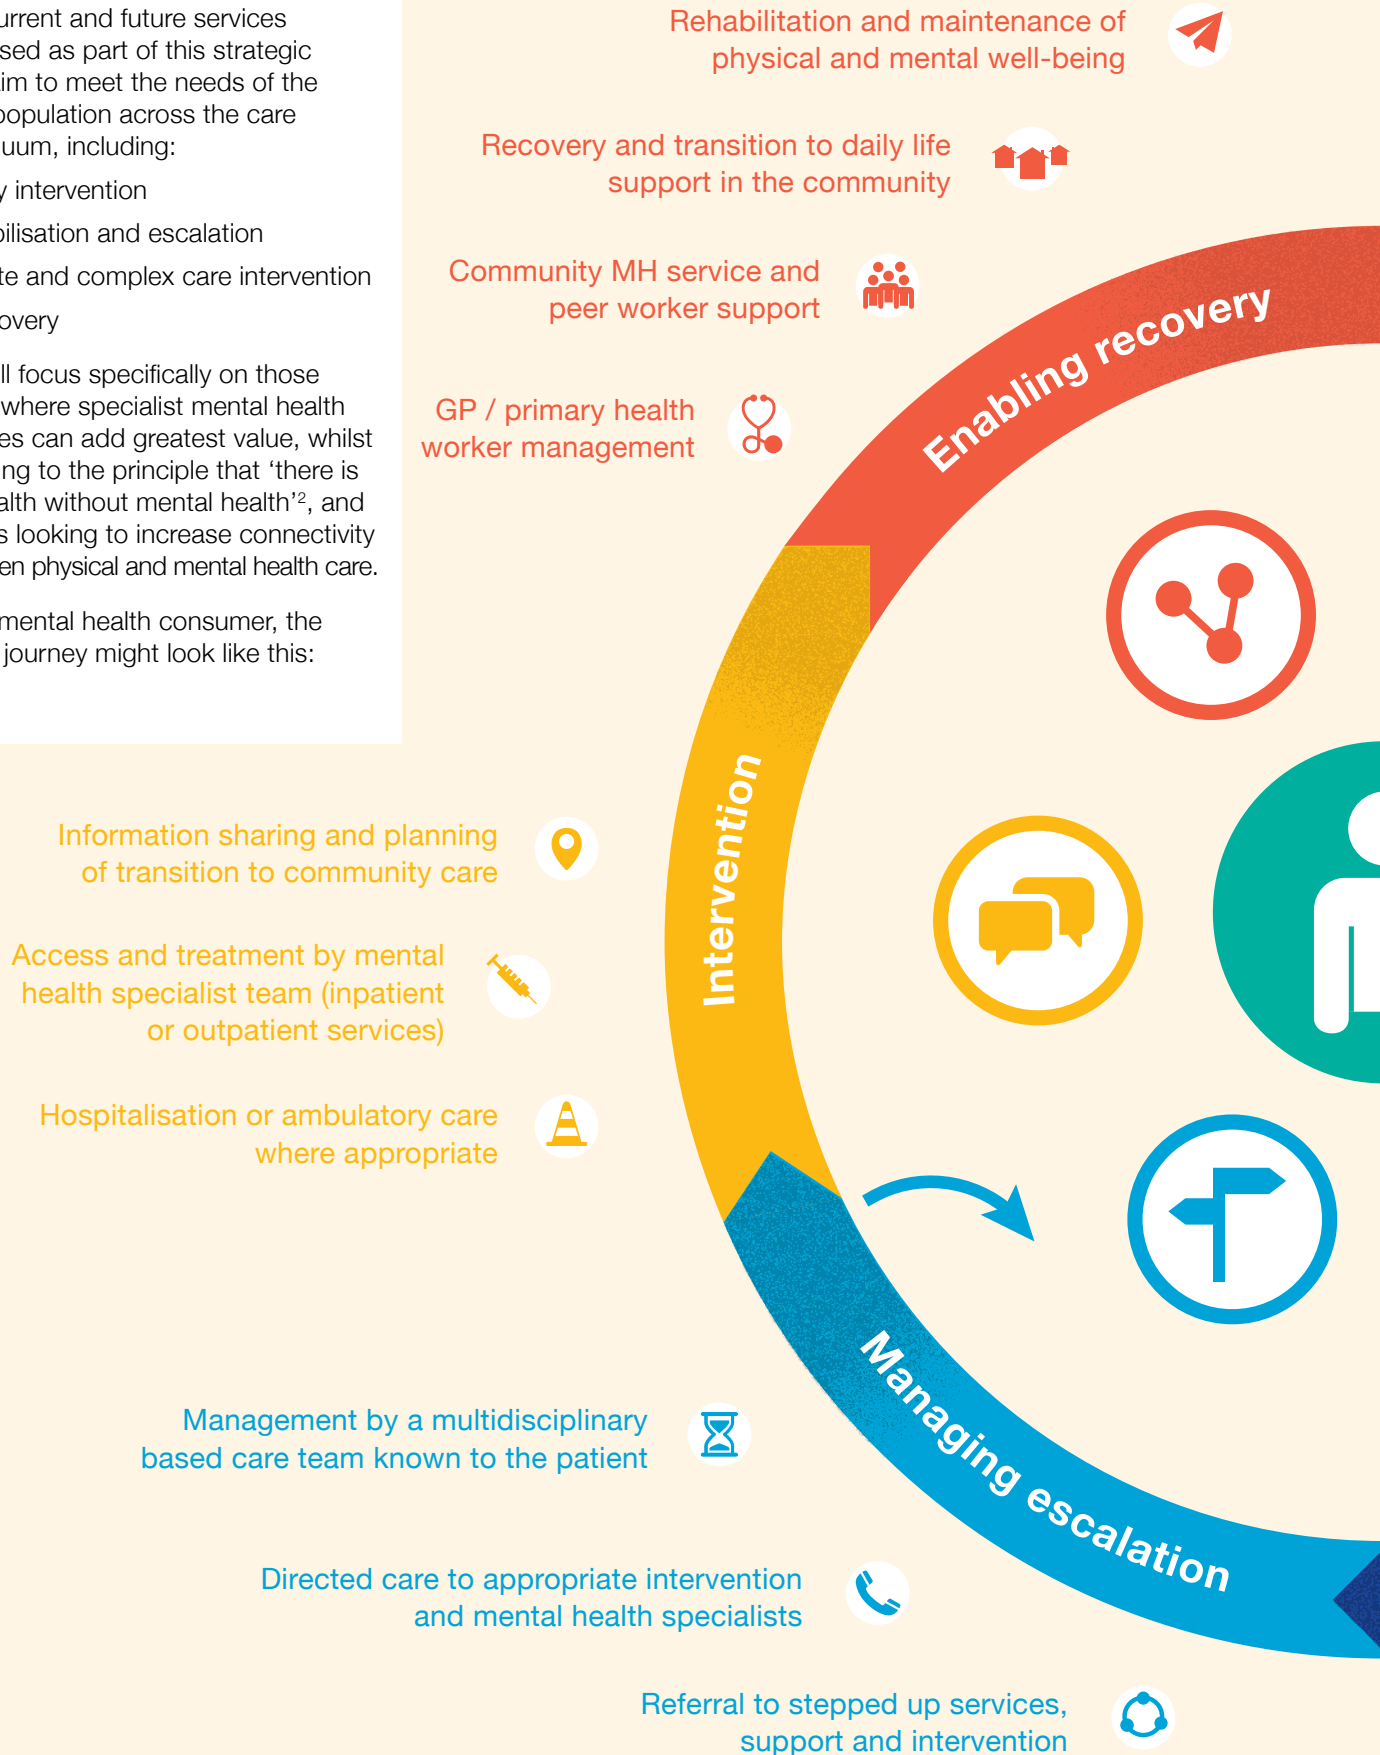 urrent and future services
sed as part of this strategic
im to meet the needs of the
population across the care
uum, including:
y intervention
bilisation and escalation
te and complex care intervention
overy
ll focus specifically on those
where specialist mental health
es can add greatest value, whilst
ng to the principle that ‘there is
alth without mental health’², and
s looking to increase connectivity
en physical and mental health care.
mental health consumer, the
journey might look like this:
Rehabilitation and maintenance of
physical and mental well-being
Recovery and transition to daily life
support in the community
Community MH service and
peer worker support
GP / primary health
worker management
Enabling recovery
Information sharing and planning
of transition to community care
Access and treatment by mental
health specialist team (inpatient
or outpatient services)
Hospitalisation or ambulatory care
where appropriate
Intervention
Management by a multidisciplinary
based care team known to the patient
Directed care to appropriate intervention
and mental health specialists
Referral to stepped up services,
support and intervention
Managing escalation